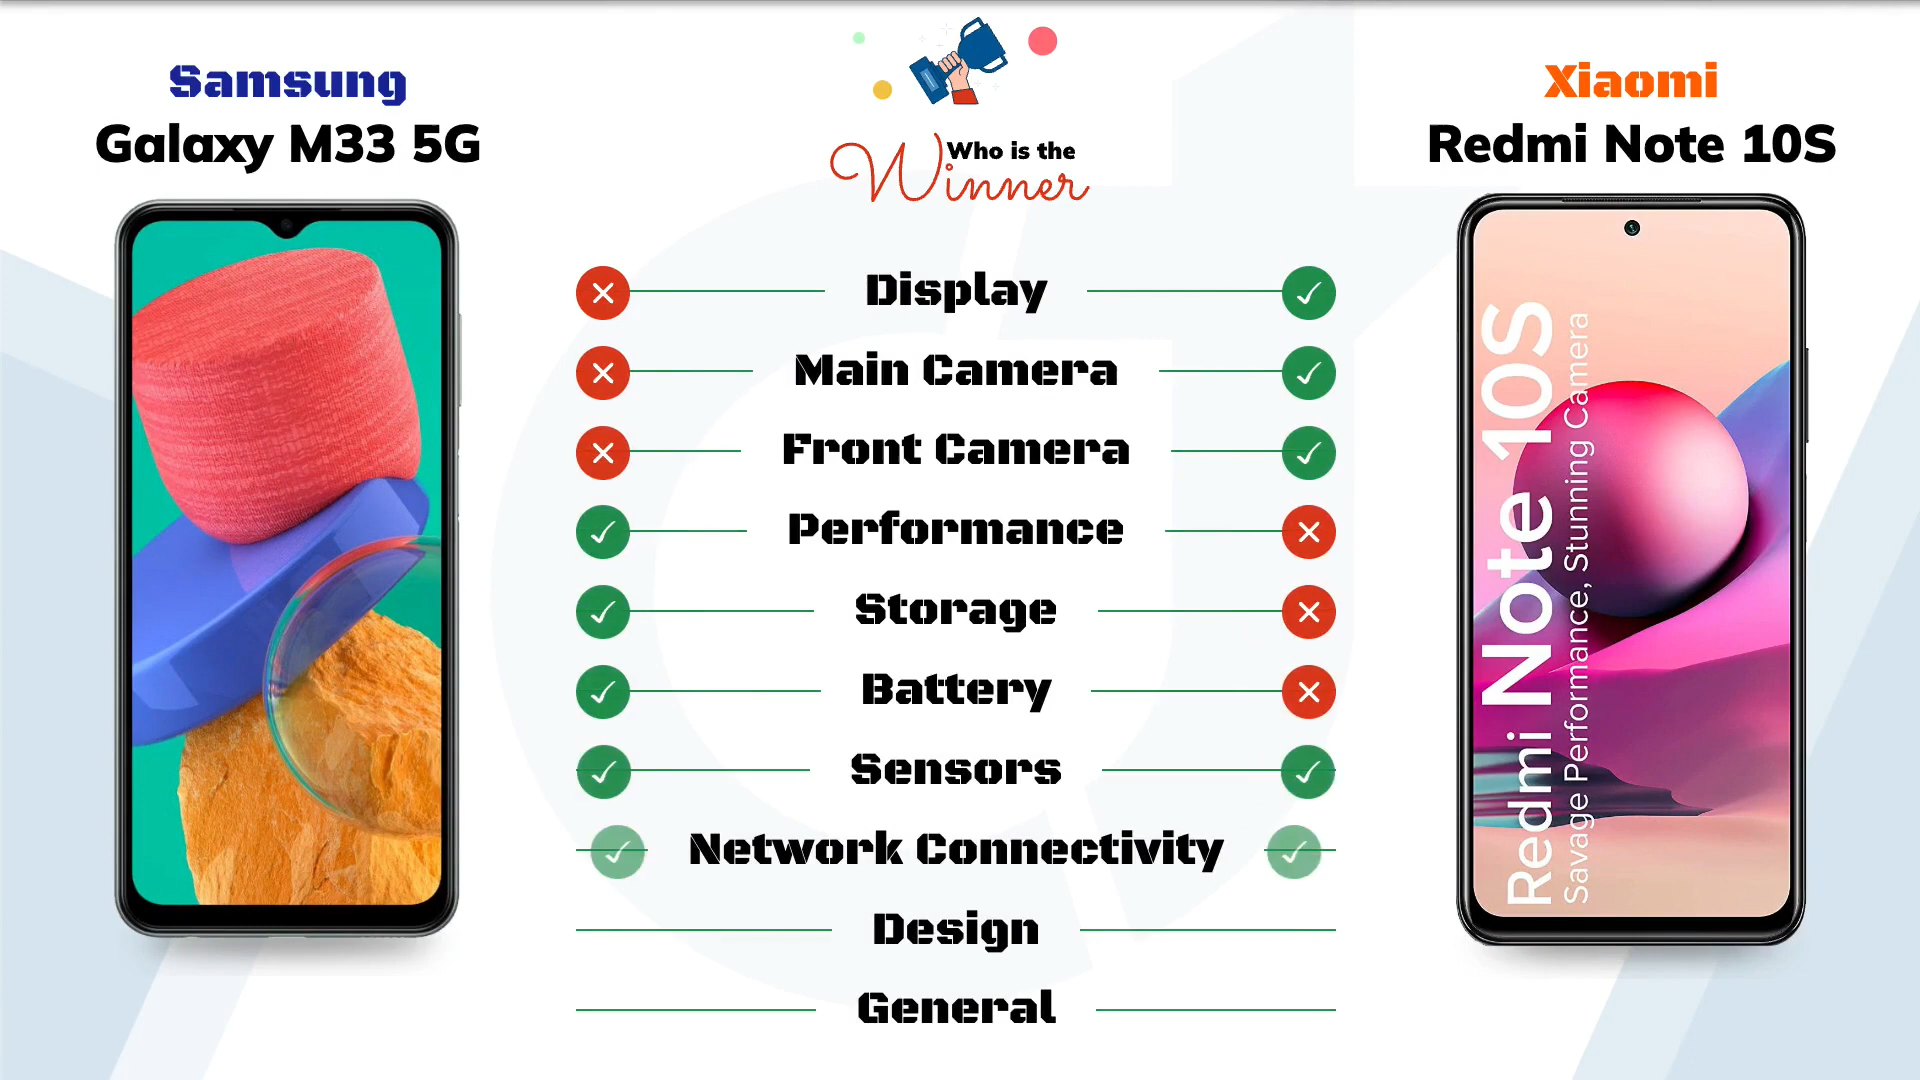 Samsung
Galaxy M33 5G
Who is the
Winner
Xiaomi
Redmi Note 10S
Display
Main Camera
Front Camera
Performance
Storage
Battery
Sensors
Network Connectivity
Design
General
Redmi Note 10S
Savage Performance, Stunning Camera